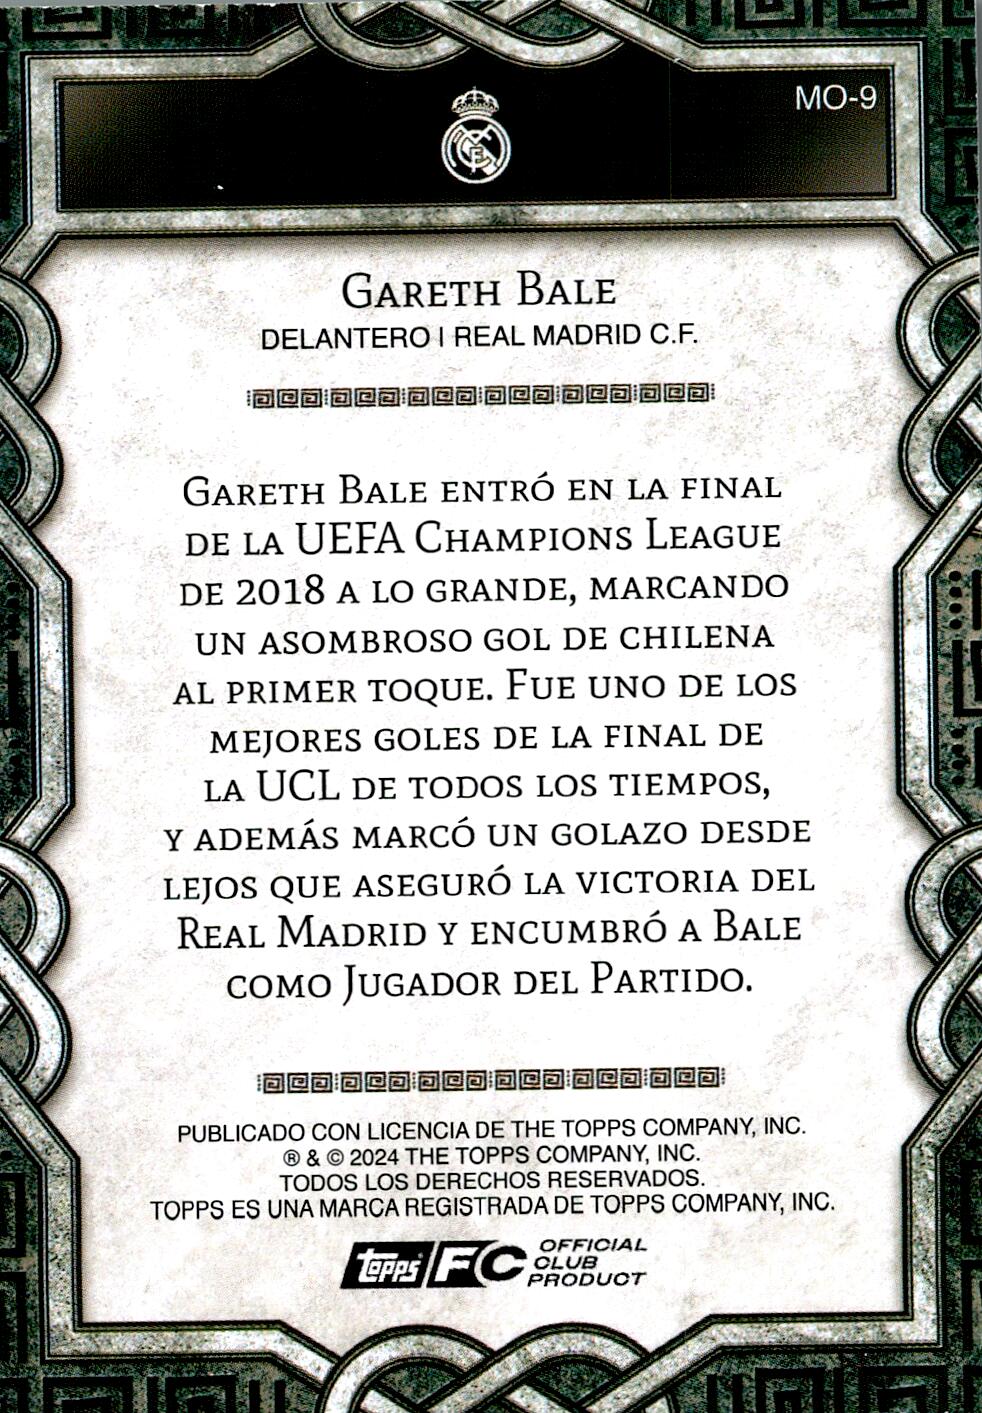 MO-9
Gareth Bale
DELANTERO | REAL MADRID C.F.
Gareth Bale entró en la final
de la UEFA Champions League
de 2018 a lo grande, marcando
un asombroso gol de chilena
al primer toque. Fue uno de los
mejores goles de la final de
la UCL de todos los tiempos,
y además marcó un golazo desde
lejos que aseguró la victoria del
Real Madrid y encumbró a Bale
como Jugador del Partido.
PUBLICADO CON LICENCIA DE THE TOPPS COMPANY, INC.
® & © 2024 THE TOPPS COMPANY, INC.
TODOS LOS DERECHOS RESERVADOS.
TOPPS ES UNA MARCA REGISTRADA DE TOPPS COMPANY, INC.
topps FC OFFICIAL
CLUB
PRODUCT